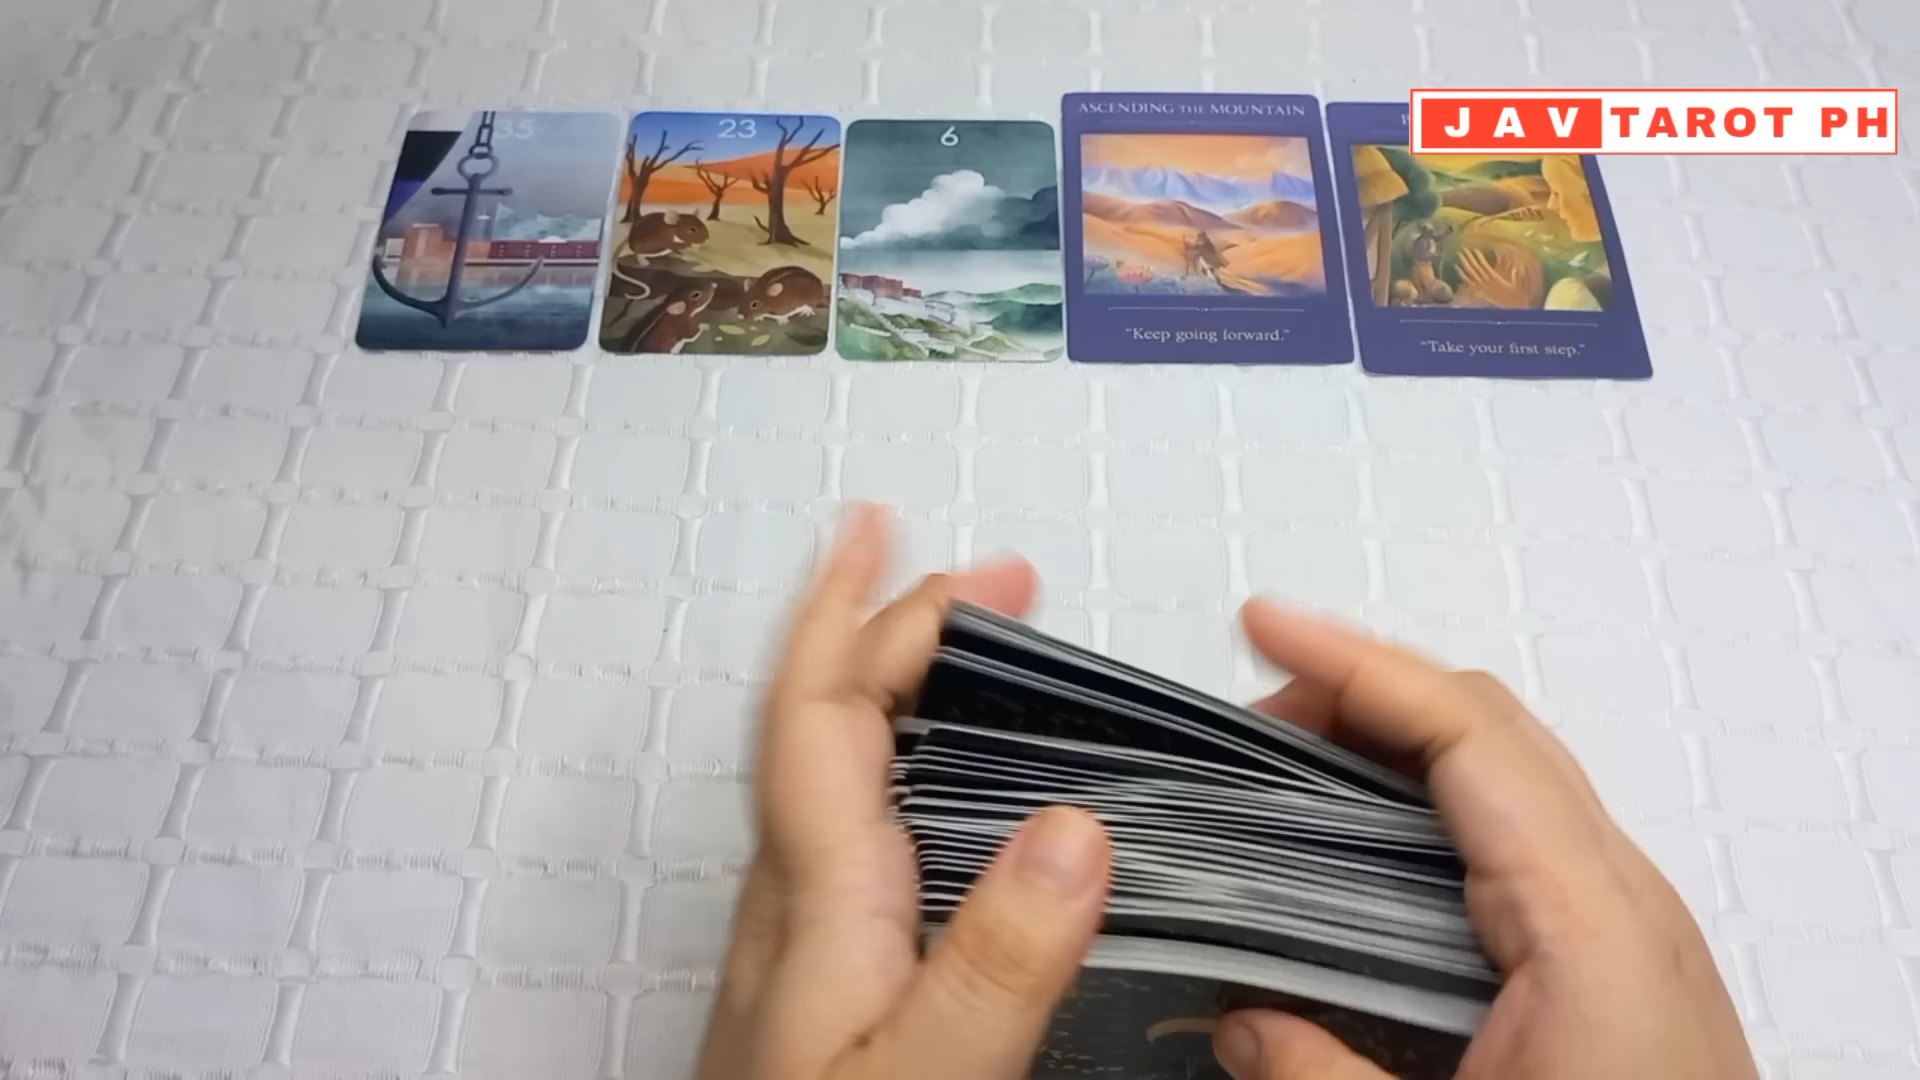 35
23
6
ASCENDING THE MOUNTAIN
"Keep going forward."
"Take your first step."
JAV TAROT PH